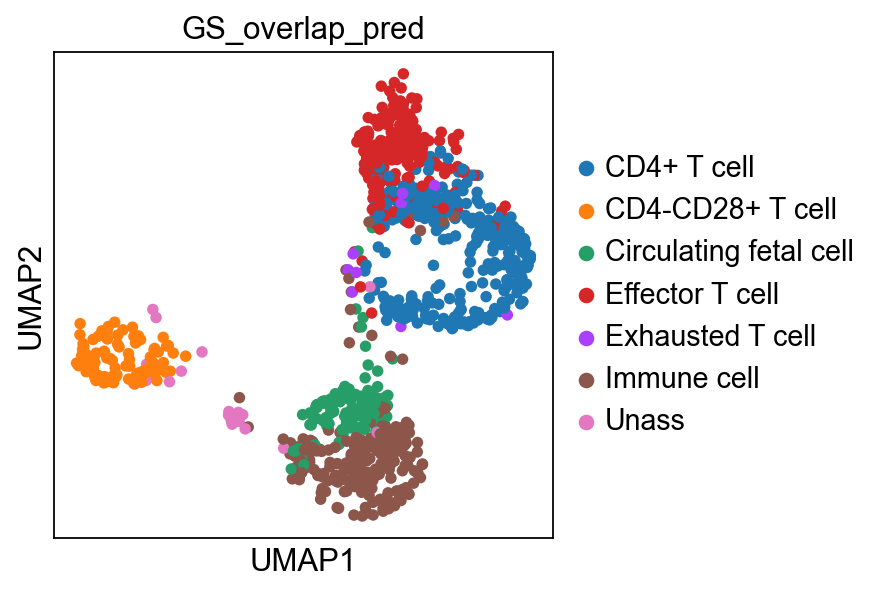 GS_overlap_pred
UMAP2
UMAP1
CD4+ T cell
CD4-CD28+ T cell
Circulating fetal cell
Effector T cell
Exhausted T cell
Immune cell
Unass